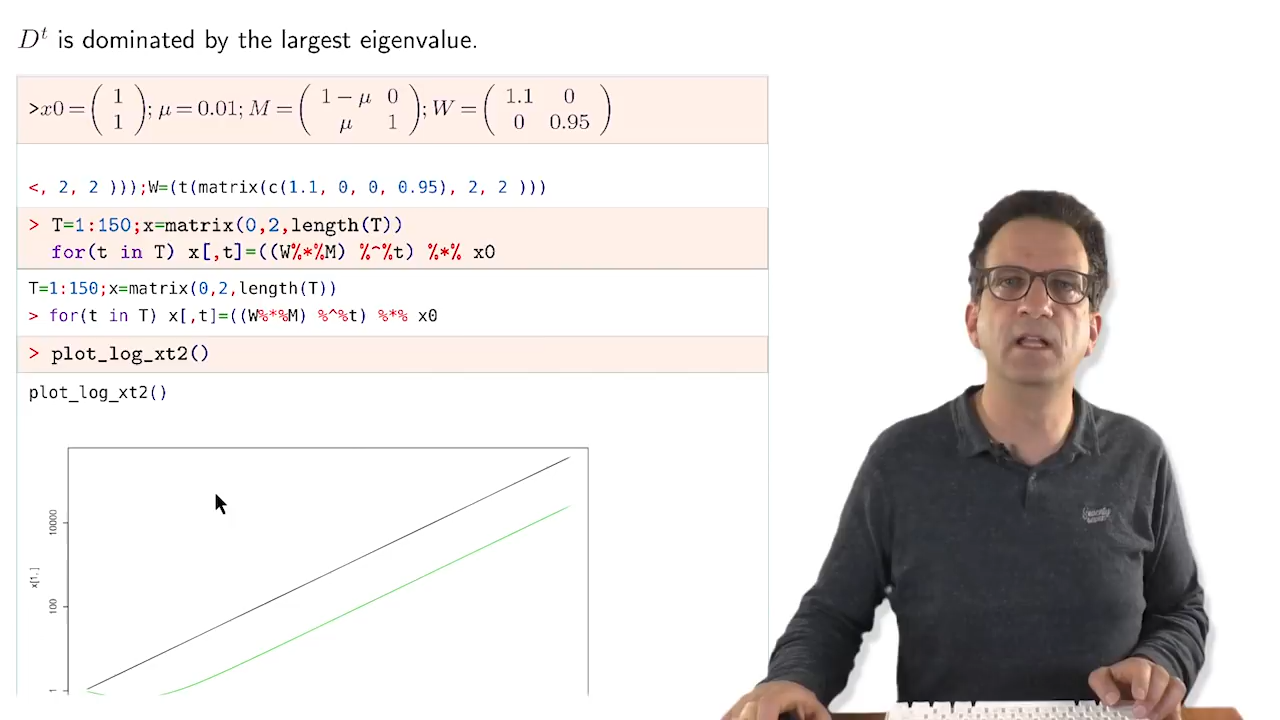 Dᵗ is dominated by the largest eigenvalue.
>x0 = ( 1 1 ); μ = 0.01; M = ( 1 − μ 0 μ 1 ); W = ( 1.1 0 0 0.95 )
<, 2, 2 )));W=(t(matrix(c(1.1, 0, 0, 0.95), 2, 2 )))
> T=1:150;x=matrix(0,2,length(T))
for(t in T) x[,t]=((W%*%M) %^%t) %*% x0
T=1:150;x=matrix(0,2,length(T))
> for(t in T) x[,t]=((W%*%M) %^%t) %*% x0
> plot_log_xt2()
plot_log_xt2()
10000
x[1, ]
100
1